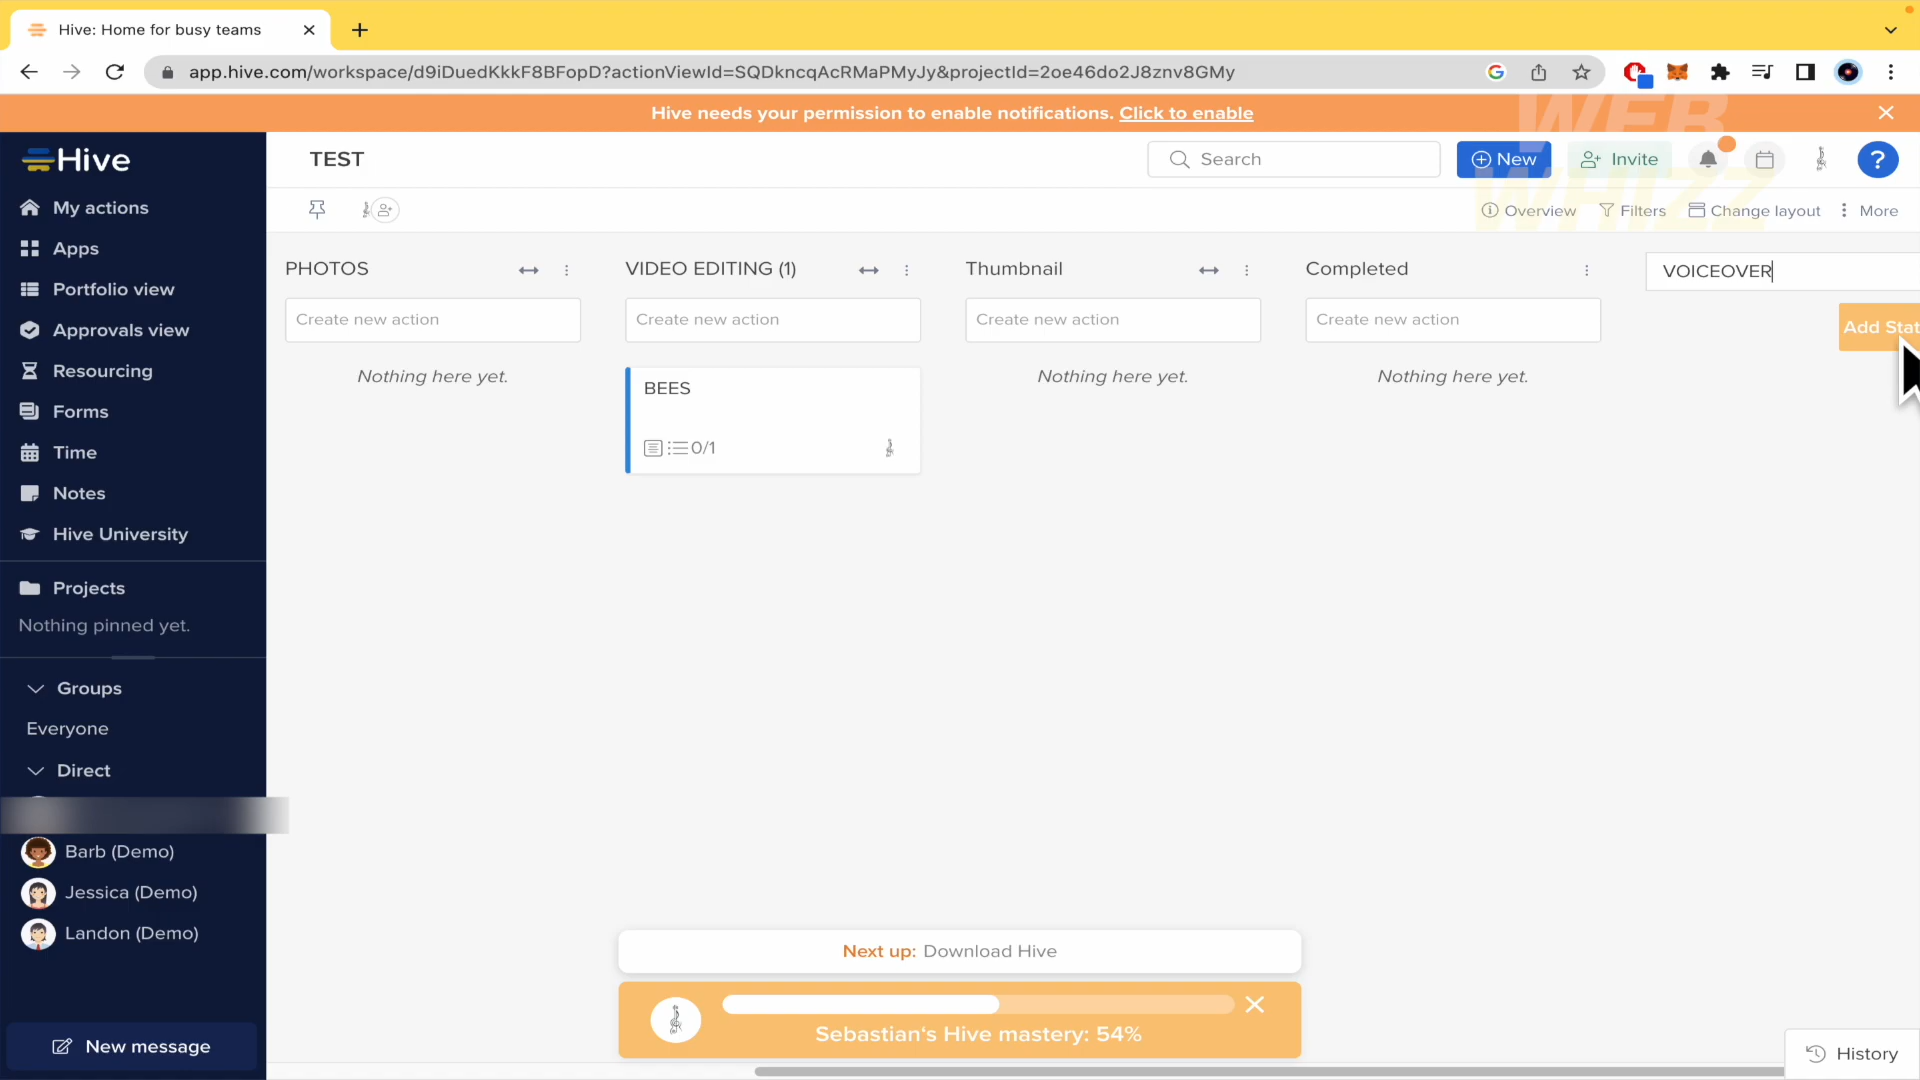 Hive: Home for busy teams
app.hive.com/workspace/d9iDuedKkkF8BFopD?actionViewId=SQDkncqAcRMaPMyJy&projectId=2oe46do2J8znv8GMy
Hive needs your permission to enable notifications. Click to enable
WEB
WHIZZ
Hive
TEST
Search
New
Invite
?
My actions
Apps
Portfolio view
Approvals view
Resourcing
Forms
Time
Notes
Hive University
Projects
Nothing pinned yet.
Groups
Everyone
Direct
Barb (Demo)
Jessica (Demo)
Landon (Demo)
New message
Overview
Filters
Change layout
More
PHOTOS
Create new action
Nothing here yet.
VIDEO EDITING (1)
Create new action
BEES
0/1
Thumbnail
Create new action
Nothing here yet.
Completed
Create new action
Nothing here yet.
VOICEOVER
Add Stat
Next up: Download Hive
Sebastian's Hive mastery: 54%
History